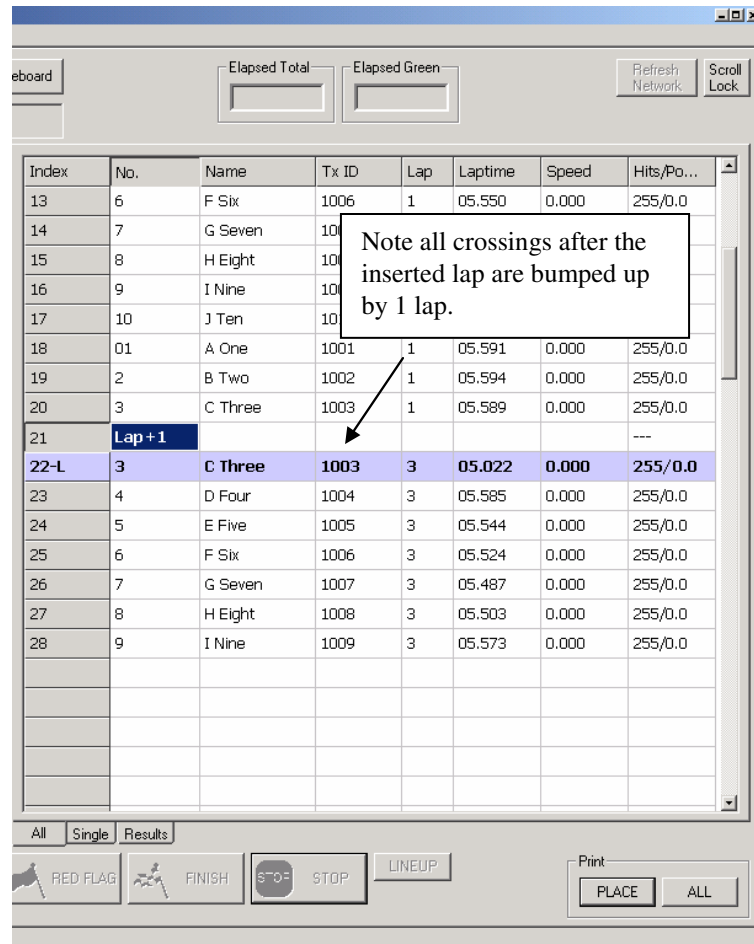 eboard
Elapsed Total
Elapsed Green
Refresh
Network
Scroll
Lock
Index No. Name Tx ID Lap Laptime Speed Hits/Po...
13 6 F Six 1006 1 05.550 0.000 255/0.0
14 7 G Seven
15 8 H Eight
16 9 I Nine
17 10 J Ten
Note all crossings after the
inserted lap are bumped up
by 1 lap.
18 01 A One 1001 1 05.591 0.000 255/0.0
19 2 B Two 1002 1 05.594 0.000 255/0.0
20 3 C Three 1003 1 05.589 0.000 255/0.0
21 Lap+1 ---
22-L 3 C Three 1003 3 05.022 0.000 255/0.0
23 4 D Four 1004 3 05.585 0.000 255/0.0
24 5 E Five 1005 3 05.544 0.000 255/0.0
25 6 F Six 1006 3 05.524 0.000 255/0.0
26 7 G Seven 1007 3 05.487 0.000 255/0.0
27 8 H Eight 1008 3 05.503 0.000 255/0.0
28 9 I Nine 1009 3 05.573 0.000 255/0.0
All Single Results
RED FLAG FINISH STOP STOP LINEUP
Print
PLACE ALL